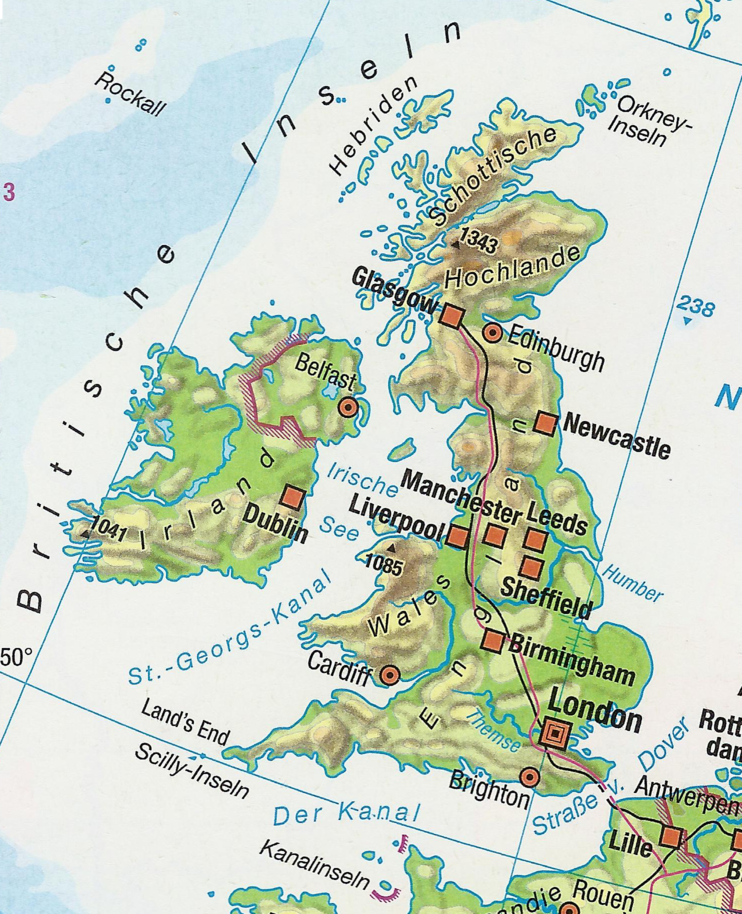 Rockall
Britische Inseln
Hebriden
Orkney-
Inseln
3
Schottische
Hochlande
1343
Glasgow
Edinburgh
238
N
Belfast
Newcastle
Irland
Irische
See
Manchester
Leeds
Liverpool
Dublin
1041
1085
Sheffield
Humber
Wales
England
St.-Georgs-Kanal
50°
Birmingham
Cardiff
London
Themse
Land's End
Scilly-Inseln
Brighton
Straße v. Dover
Rott
dam
Antwerpen
Der Kanal
Lille
B
Kanalinseln
andie
Rouen